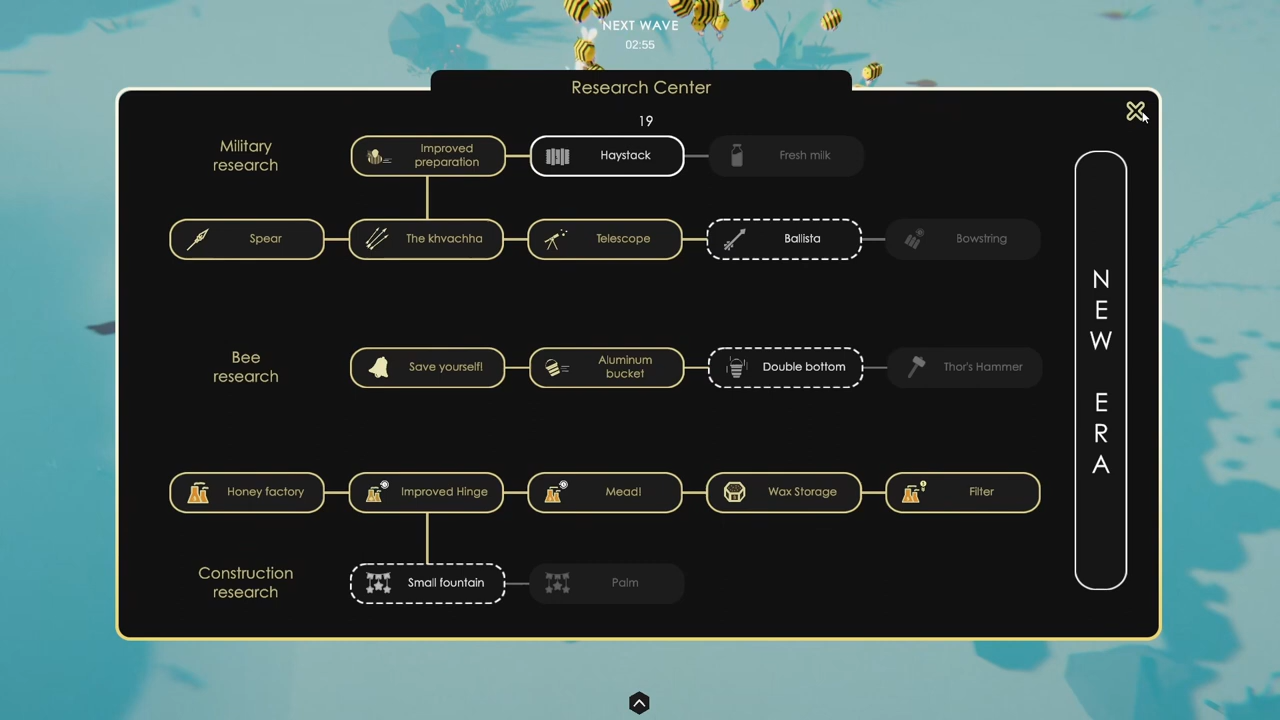 NEXT WAVE
02:55
Research Center
19
Military
research
Improved
preparation
Haystack
Fresh milk
Spear
The khvachha
Telescope
Ballista
Bowstring
Bee
research
Save yourself!
Aluminum
bucket
Double bottom
Thor's Hammer
Honey factory
Improved Hinge
Mead!
Wax Storage
Filter
Construction
research
Small fountain
Palm
NEW ERA